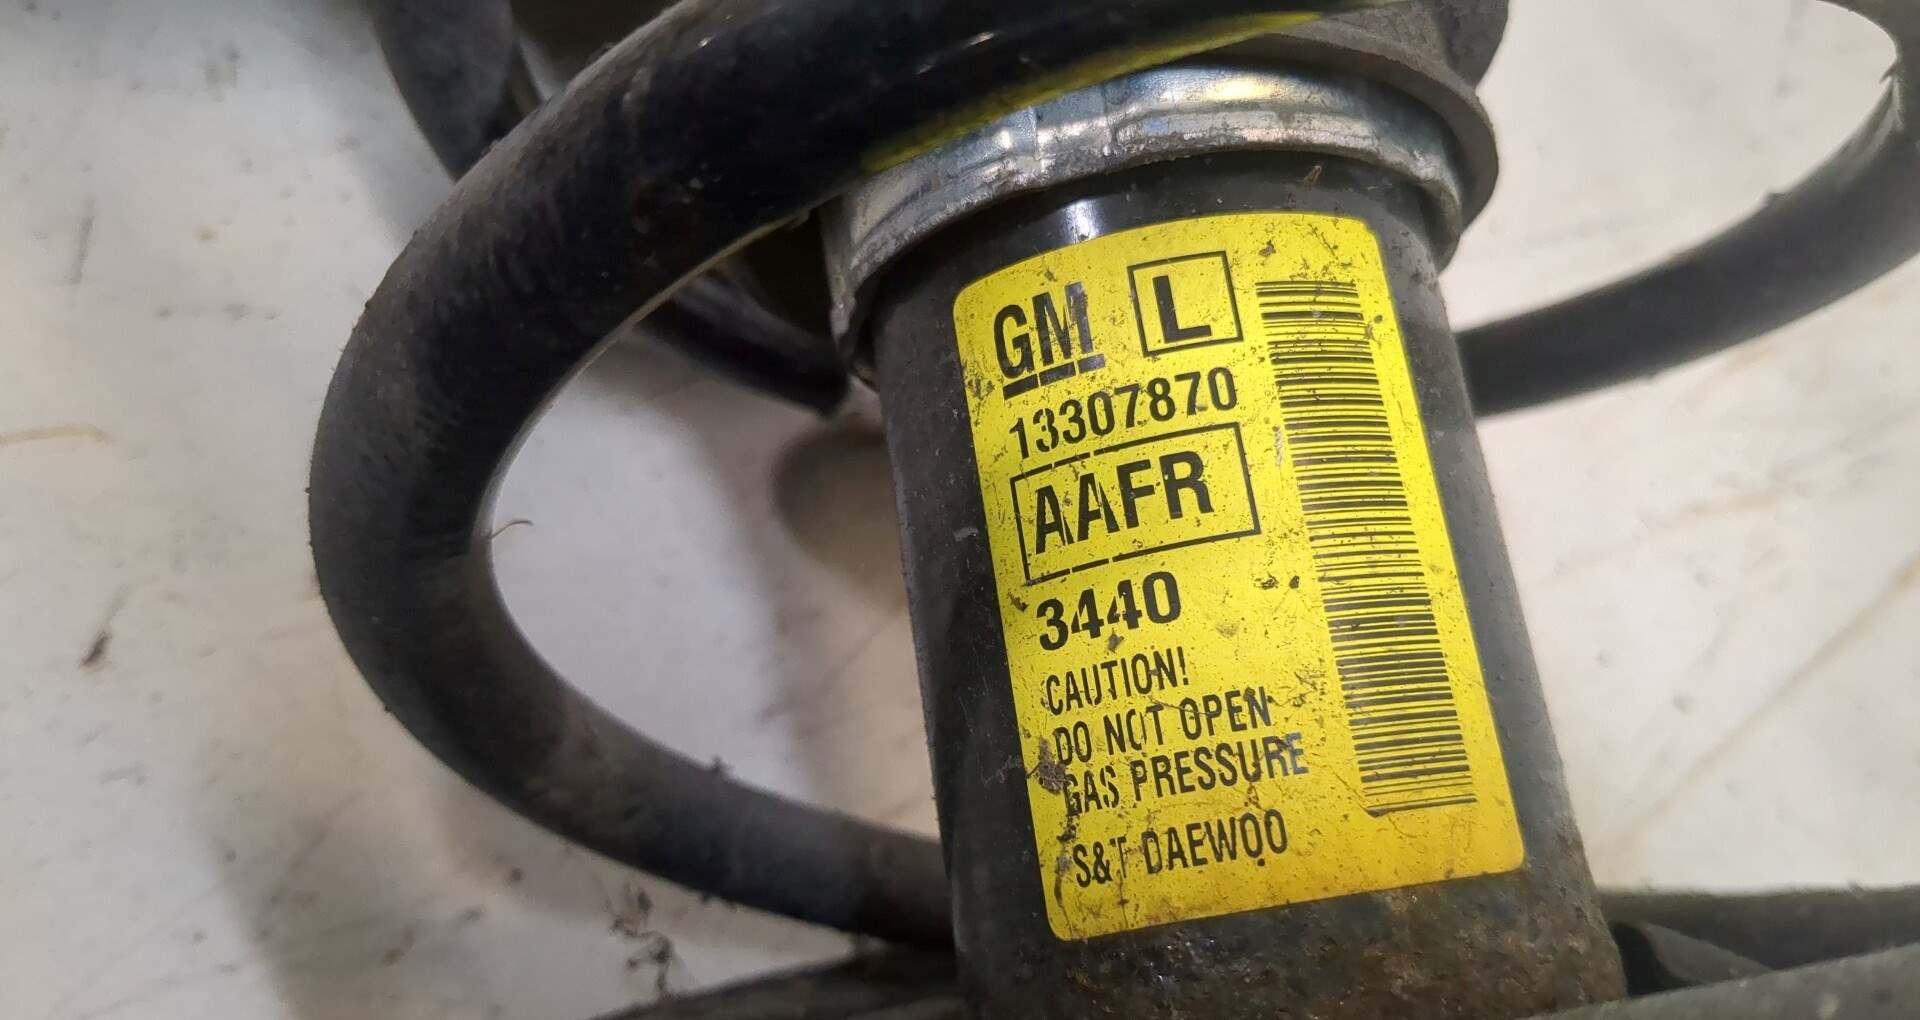 GM L
13307870
AAFR
3440
CAUTION!
DO NOT OPEN
GAS PRESSURE
S&T DAEWOO